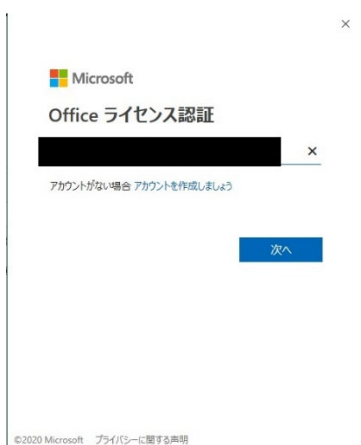 Microsoft
Office ライセンス認証
アカウントがない場合 アカウントを作成しましょう
次へ
©2020 Microsoft プライバシーに関する声明